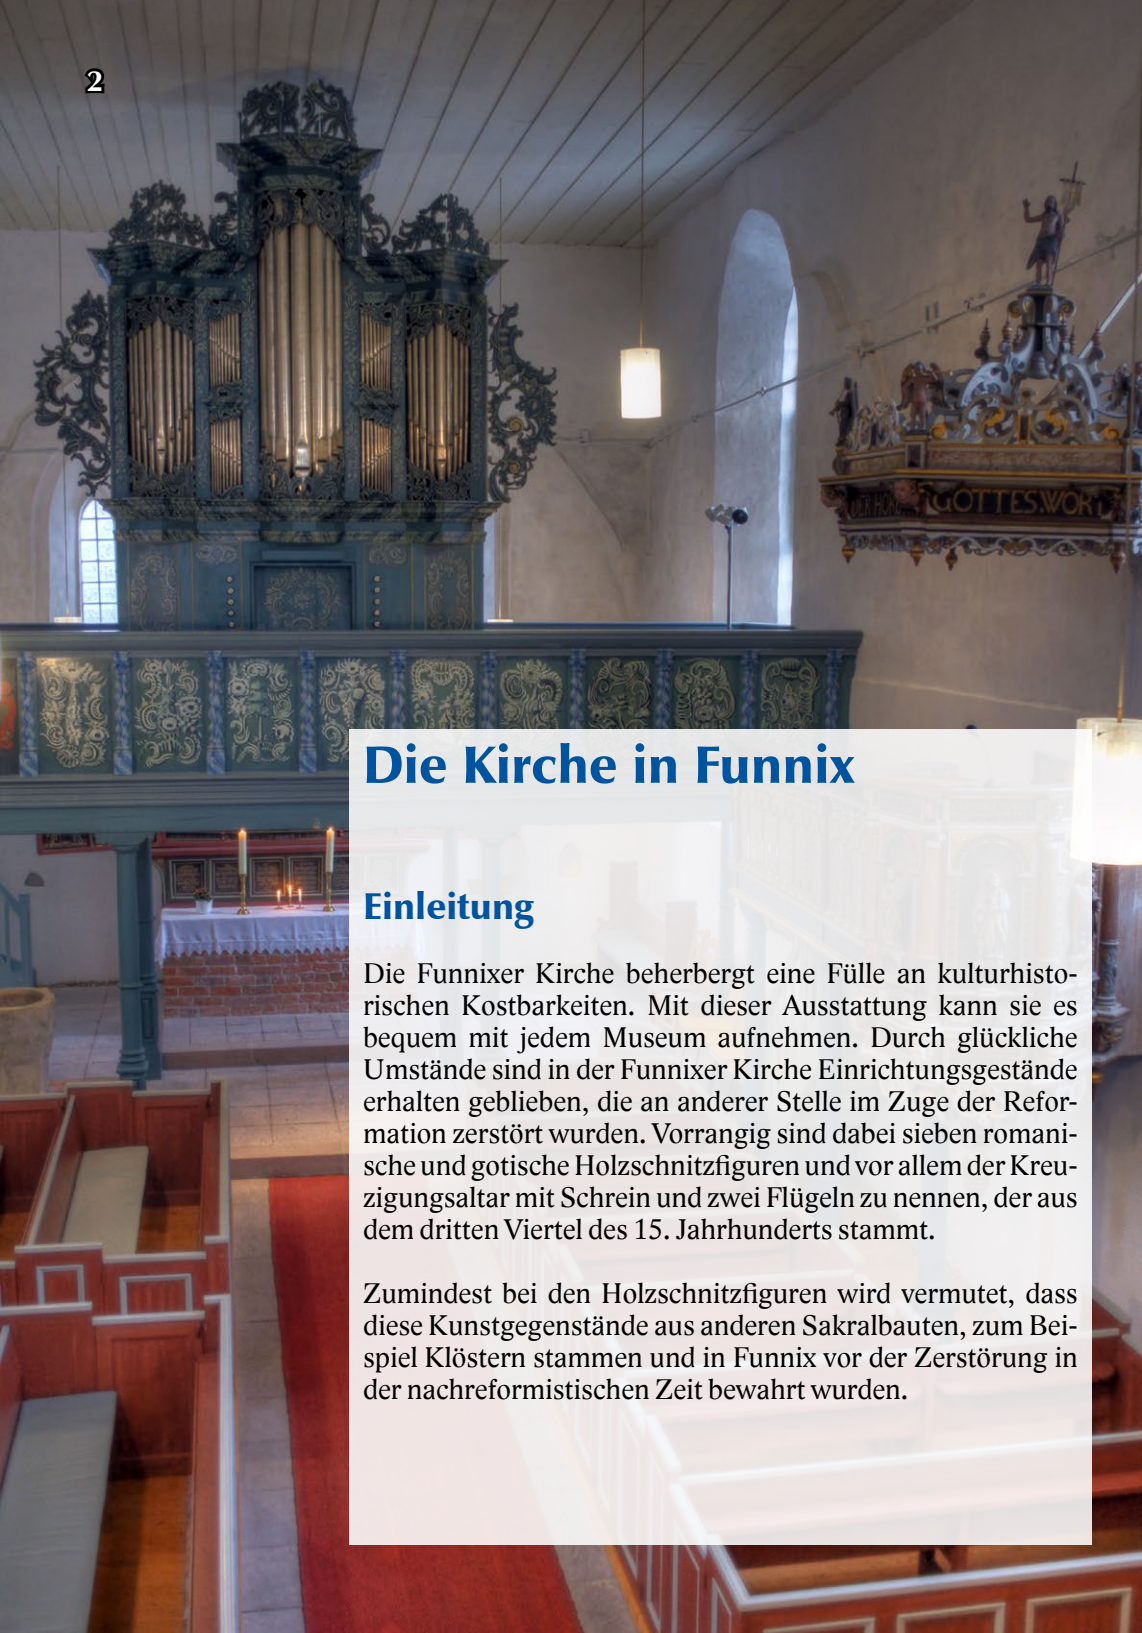 2
DER HÖRE GOTTES.WORT
Die Kirche in Funnix
Einleitung
Die Funnixer Kirche beherbergt eine Fülle an kulturhisto-
rischen Kostbarkeiten. Mit dieser Ausstattung kann sie es
bequem mit jedem Museum aufnehmen. Durch glückliche
Umstände sind in der Funnixer Kirche Einrichtungsgestände
erhalten geblieben, die an anderer Stelle im Zuge der Refor-
mation zerstört wurden. Vorrangig sind dabei sieben romani-
sche und gotische Holzschnitzfiguren und vor allem der Kreu-
zigungsaltar mit Schrein und zwei Flügeln zu nennen, der aus
dem dritten Viertel des 15. Jahrhunderts stammt.
Zumindest bei den Holzschnitzfiguren wird vermutet, dass
diese Kunstgegenstände aus anderen Sakralbauten, zum Bei-
spiel Klöstern stammen und in Funnix vor der Zerstörung in
der nachreformistischen Zeit bewahrt wurden.